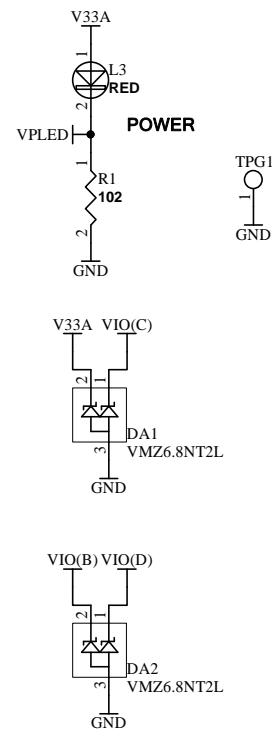 V33A
1
L3
RED
2
VPLED
POWER
1
R1
102
2
GND
TPG1
1
GND
V33A VIO(C)
2 1
DA1
3
VMZ6.8NT2L
GND
VIO(B) VIO(D)
2 1
DA2
3
VMZ6.8NT2L
GND